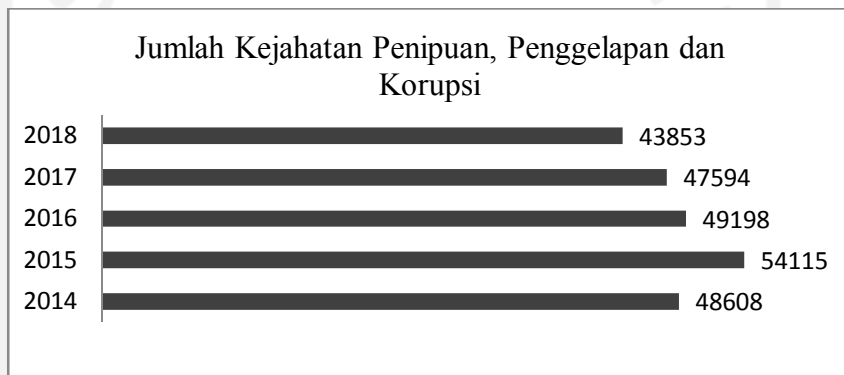 Jumlah Kejahatan Penipuan, Penggelapan dan
Korupsi
2018 43853
2017 47594
2016 49198
2015 54115
2014 48608